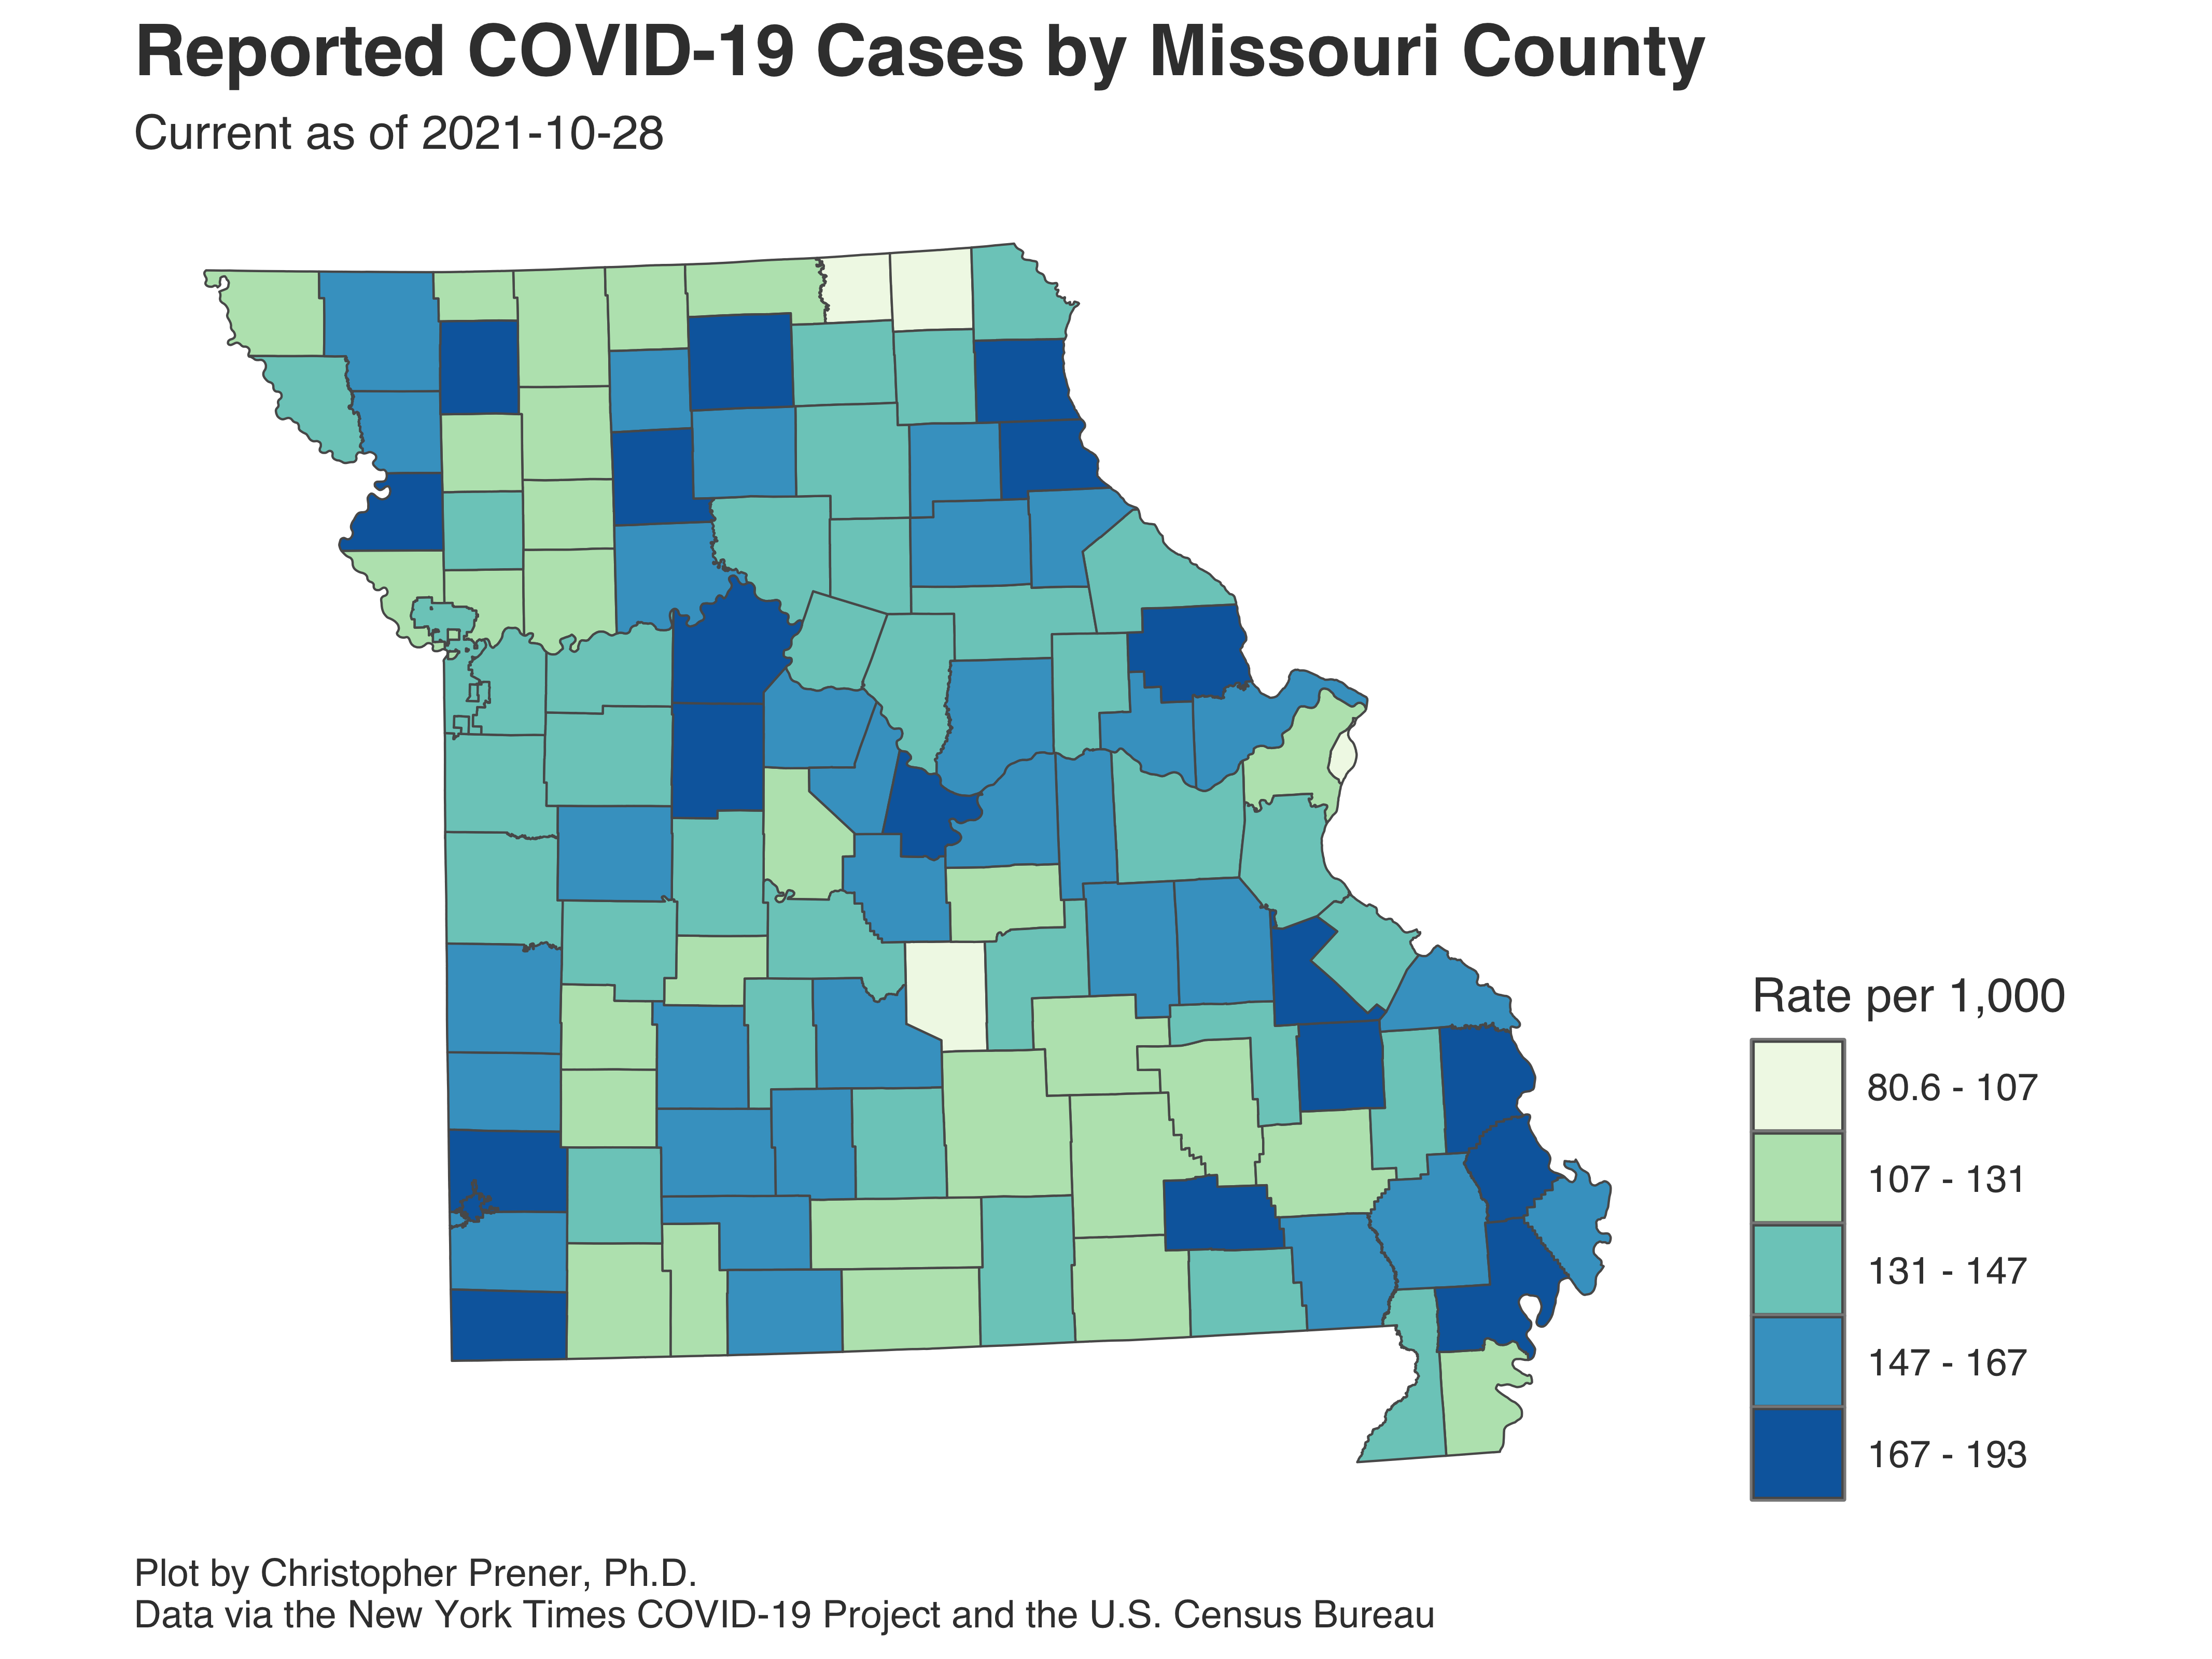 Reported COVID-19 Cases by Missouri County
Current as of 2021-10-28
Rate per 1,000
80.6 - 107
107 - 131
131 - 147
147 - 167
167 - 193
Plot by Christopher Prener, Ph.D.
Data via the New York Times COVID-19 Project and the U.S. Census Bureau